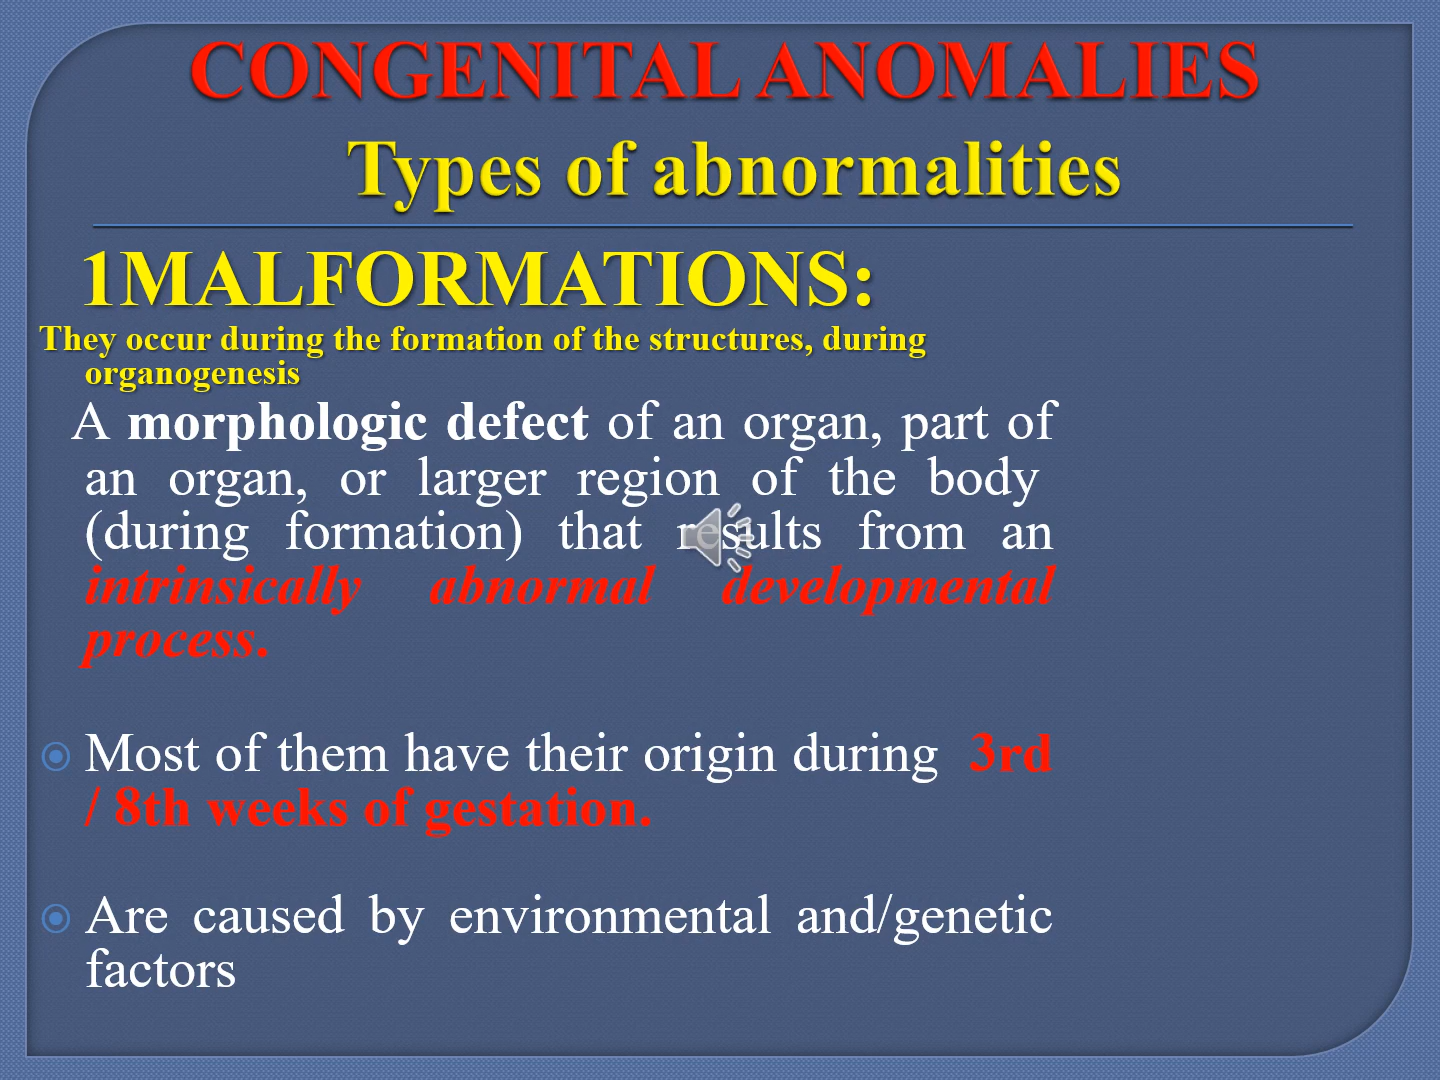 CONGENITAL ANOMALIES
Types of abnormalities
1MALFORMATIONS:
They occur during the formation of the structures, during
organogenesis
A morphologic defect of an organ, part of
an organ, or larger region of the body
(during formation) that results from an
intrinsically abnormal developmental
process.
Most of them have their origin during 3rd
/ 8th weeks of gestation.
Are caused by environmental and/genetic
factors